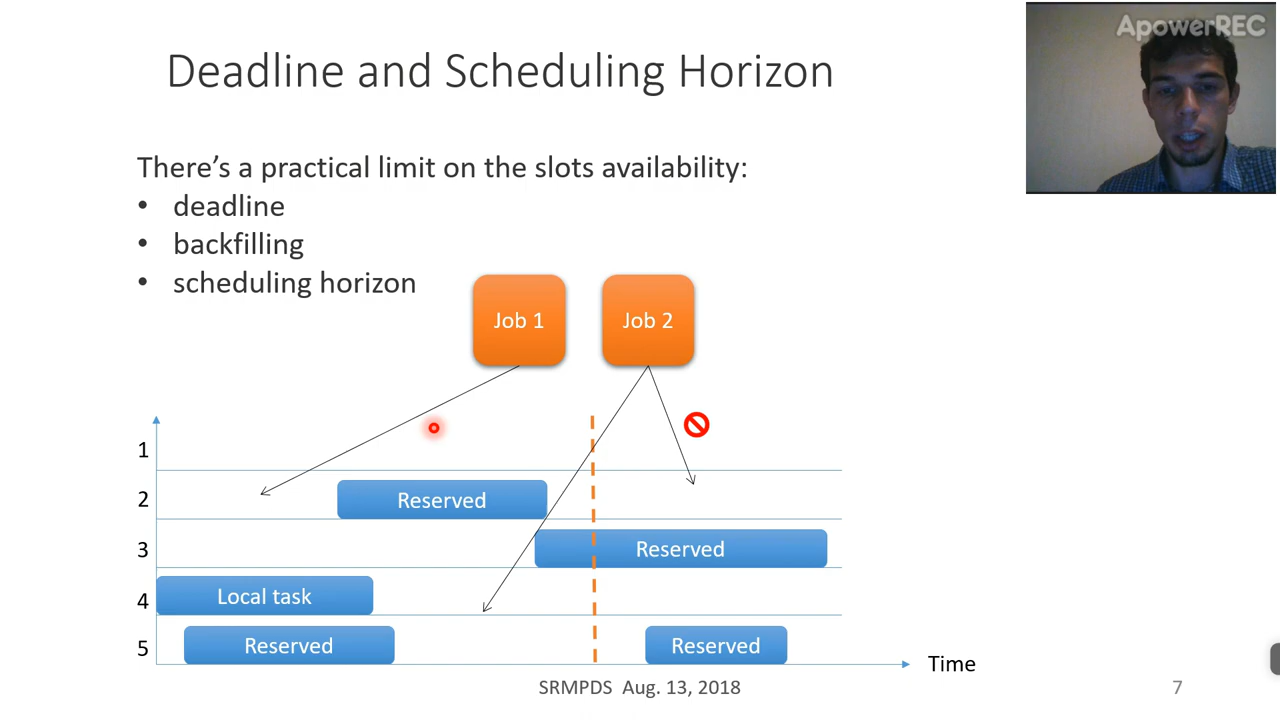 ApowerREC
Deadline and Scheduling Horizon
There's a practical limit on the slots availability:
• deadline
• backfilling
• scheduling horizon
Job 1
Job 2
1
2
Reserved
3
Reserved
4
Local task
5
Reserved
Reserved
Time
SRMPDS Aug. 13, 2018
7